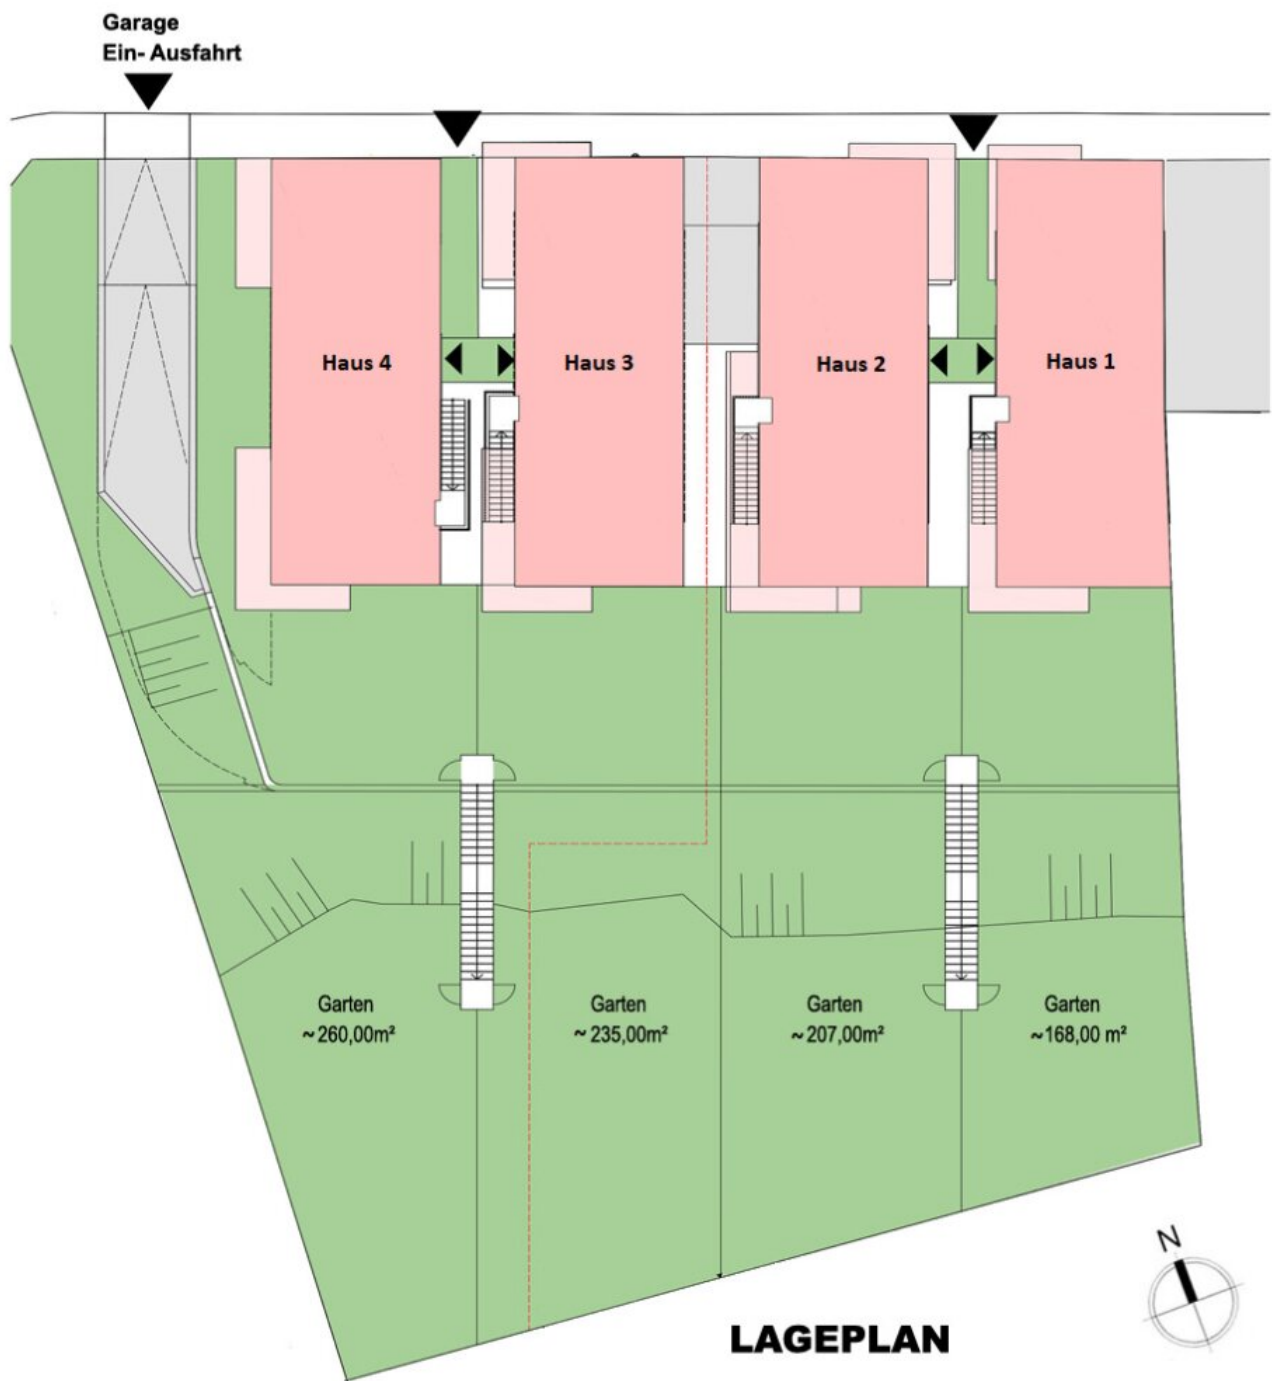 Garage
Ein- Ausfahrt
Haus 4
Haus 3
Haus 2
Haus 1
Garten
~260,00m²
Garten
~235,00m²
Garten
~207,00m²
Garten
~168,00 m²
N
LAGEPLAN